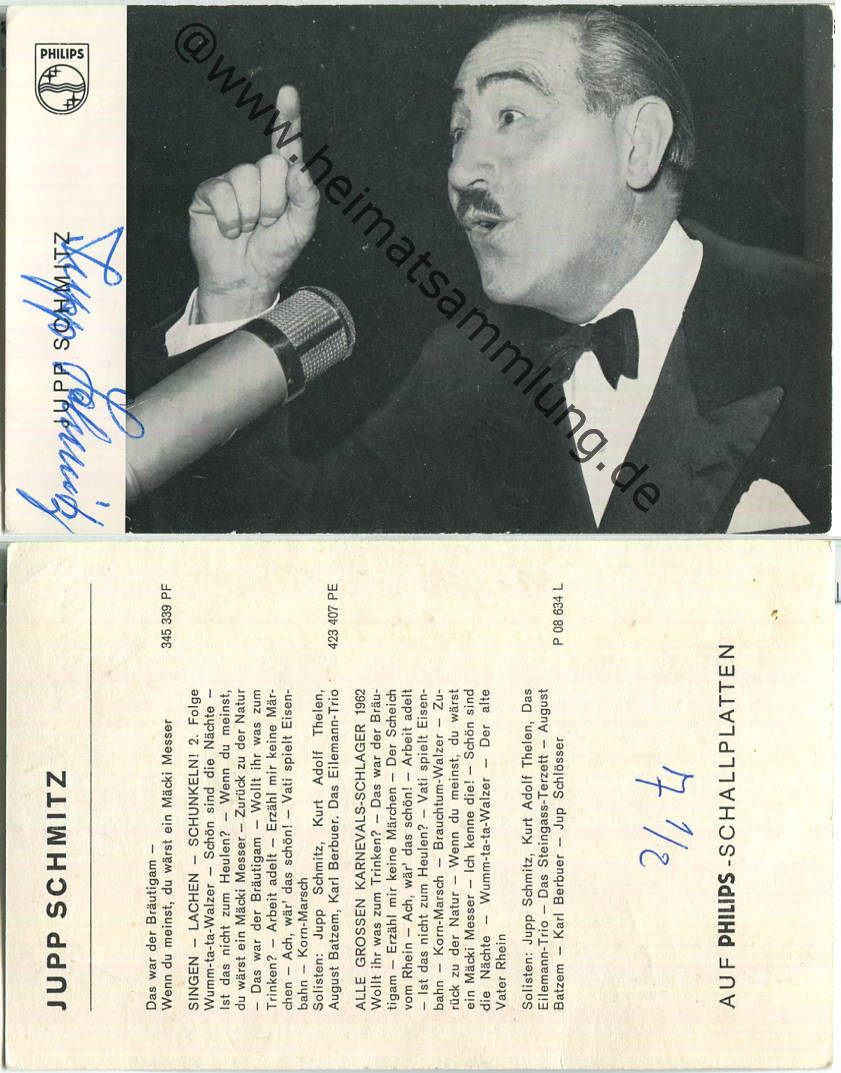 PHILIPS
JUPP SCHMITZ
Jupp Schmitz
@www.heimatsammlung.de
JUPP SCHMITZ
Das war der Bräutigam –
Wenn du meinst, du wärst ein Mäcki Messer 345 339 PF
SINGEN – LACHEN – SCHUNKELN! 2. Folge
Wumm-ta-ta-Walzer – Schön sind die Nächte –
Ist das nicht zum Heulen? – Wenn du meinst,
du wärst ein Mäcki Messer – Zurück zu der Natur
– Das war der Bräutigam – Wollt ihr was zum
Trinken? – Arbeit adelt – Erzähl mir keine Mär-
chen – Ach, wär' das schön! – Vati spielt Eisen-
bahn – Korn-Marsch
Solisten: Jupp Schmitz, Kurt Adolf Thelen,
August Batzem, Karl Berbuer. Das Eilemann-Trio 423 407 PE
ALLE GROSSEN KARNEVALS-SCHLAGER 1962
Wollt ihr was zum Trinken? – Das war der Bräu-
tigam – Erzähl mir keine Märchen – Der Scheich
vom Rhein – Ach, wär' das schön! – Arbeit adelt
– Ist das nicht zum Heulen? – Vati spielt Eisen-
bahn – Korn-Marsch – Brauchtum-Walzer – Zu-
rück zu der Natur – Wenn du meinst, du wärst
ein Mäcki Messer – Ich kenne die! – Schön sind
die Nächte – Wumm-ta-ta-Walzer – Der alte
Vater Rhein
Solisten: Jupp Schmitz, Kurt Adolf Thelen, Das
Eilemann-Trio – Das Steingass-Terzett – August
Batzem – Karl Berbuer – Jup Schlösser P 08 634 L
AUF PHILIPS-SCHALLPLATTEN